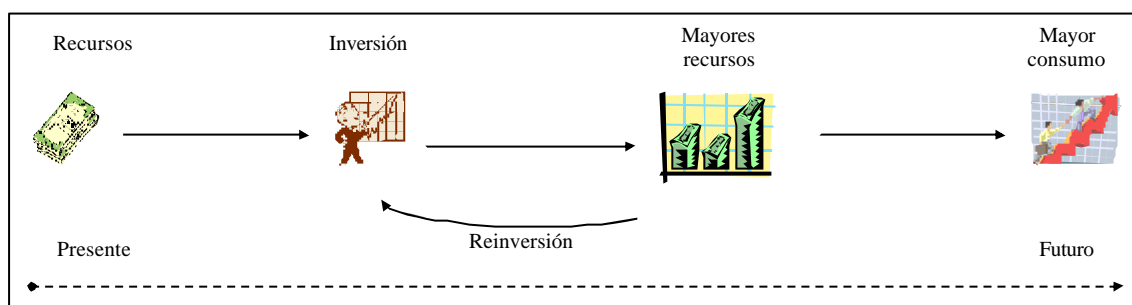 Recursos
Inversión
Mayores
recursos
Mayor
consumo
Reinversión
Presente
Futuro